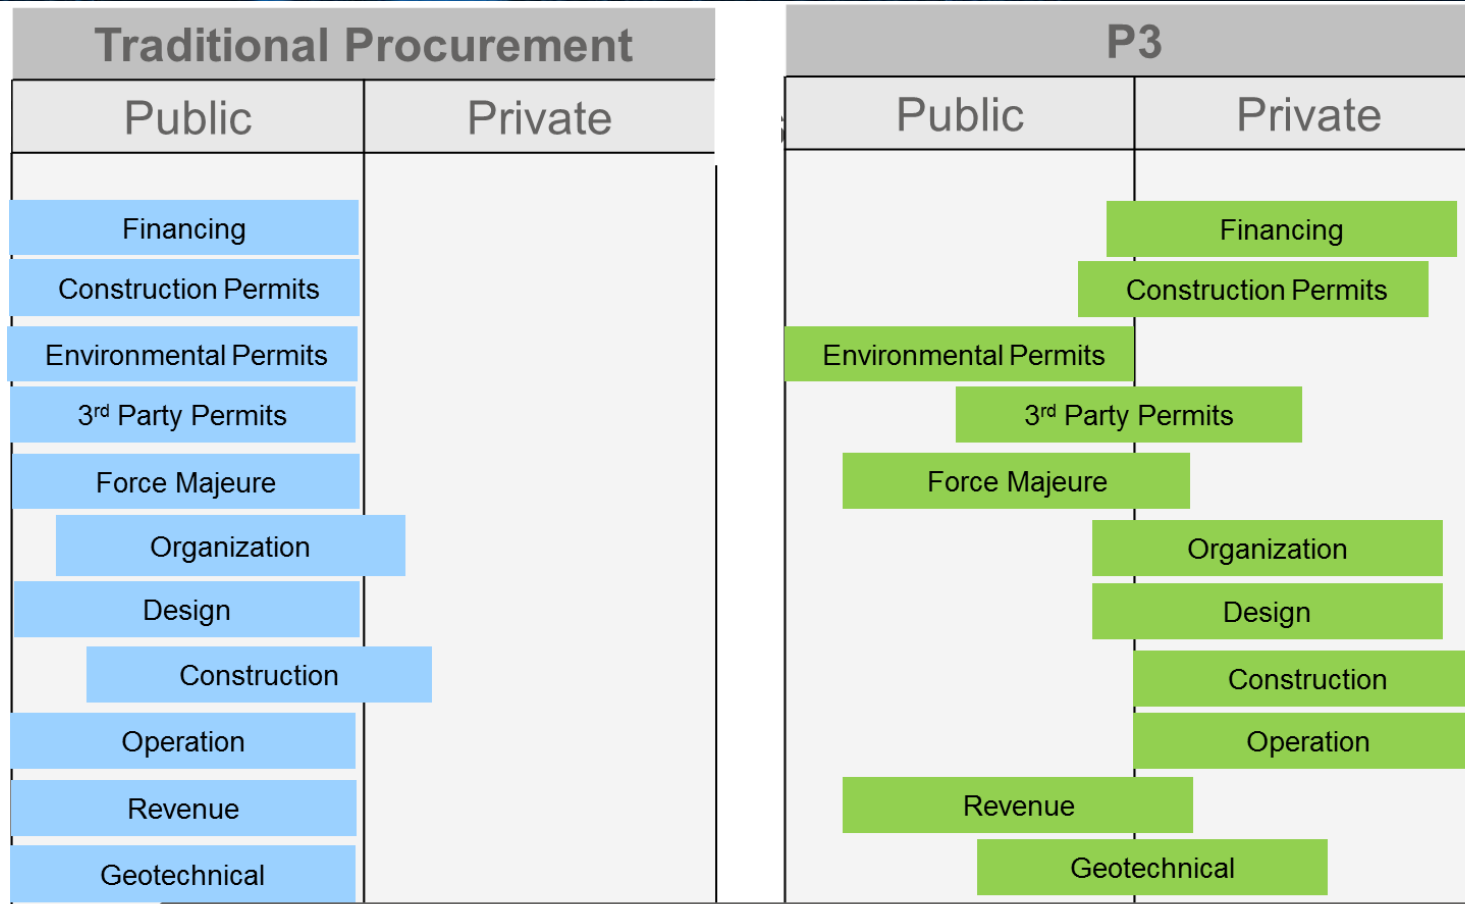 Traditional Procurement
Public
Private
Financing
Construction Permits
Environmental Permits
3rd Party Permits
Force Majeure
Organization
Design
Construction
Operation
Revenue
Geotechnical
P3
Public
Private
Financing
Construction Permits
Environmental Permits
3rd Party Permits
Force Majeure
Organization
Design
Construction
Operation
Revenue
Geotechnical